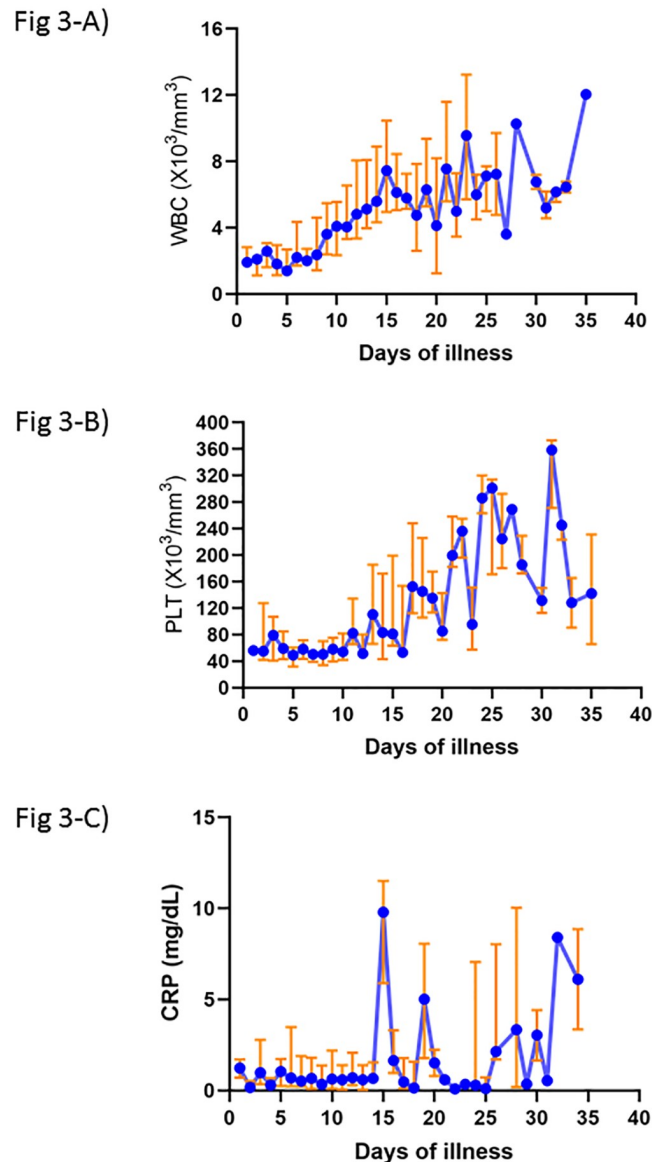 Fig 3-A)
WBC (X10³/mm³)
16
12
8
4
0
0 5 10 15 20 25 30 35 40
Days of illness
Fig 3-B)
PLT (X10³/mm³)
400
360
320
280
240
200
160
120
80
40
0
0 5 10 15 20 25 30 35 40
Days of illness
Fig 3-C)
CRP (mg/dL)
15
10
5
0
0 5 10 15 20 25 30 35 40
Days of illness